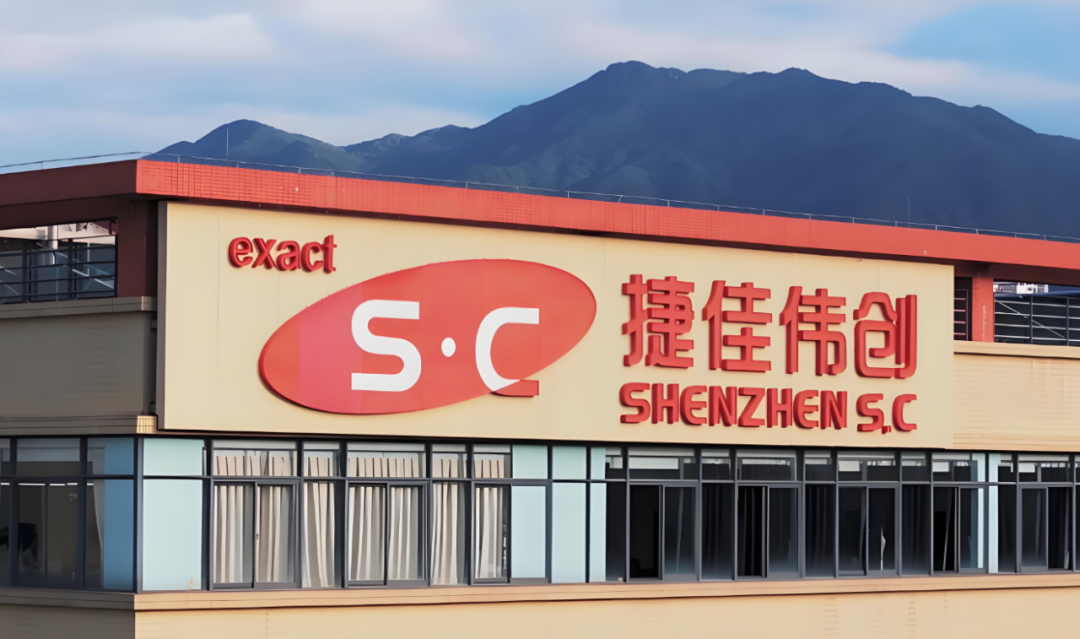 exact
S·C
捷佳伟创
SHENZHEN S.C